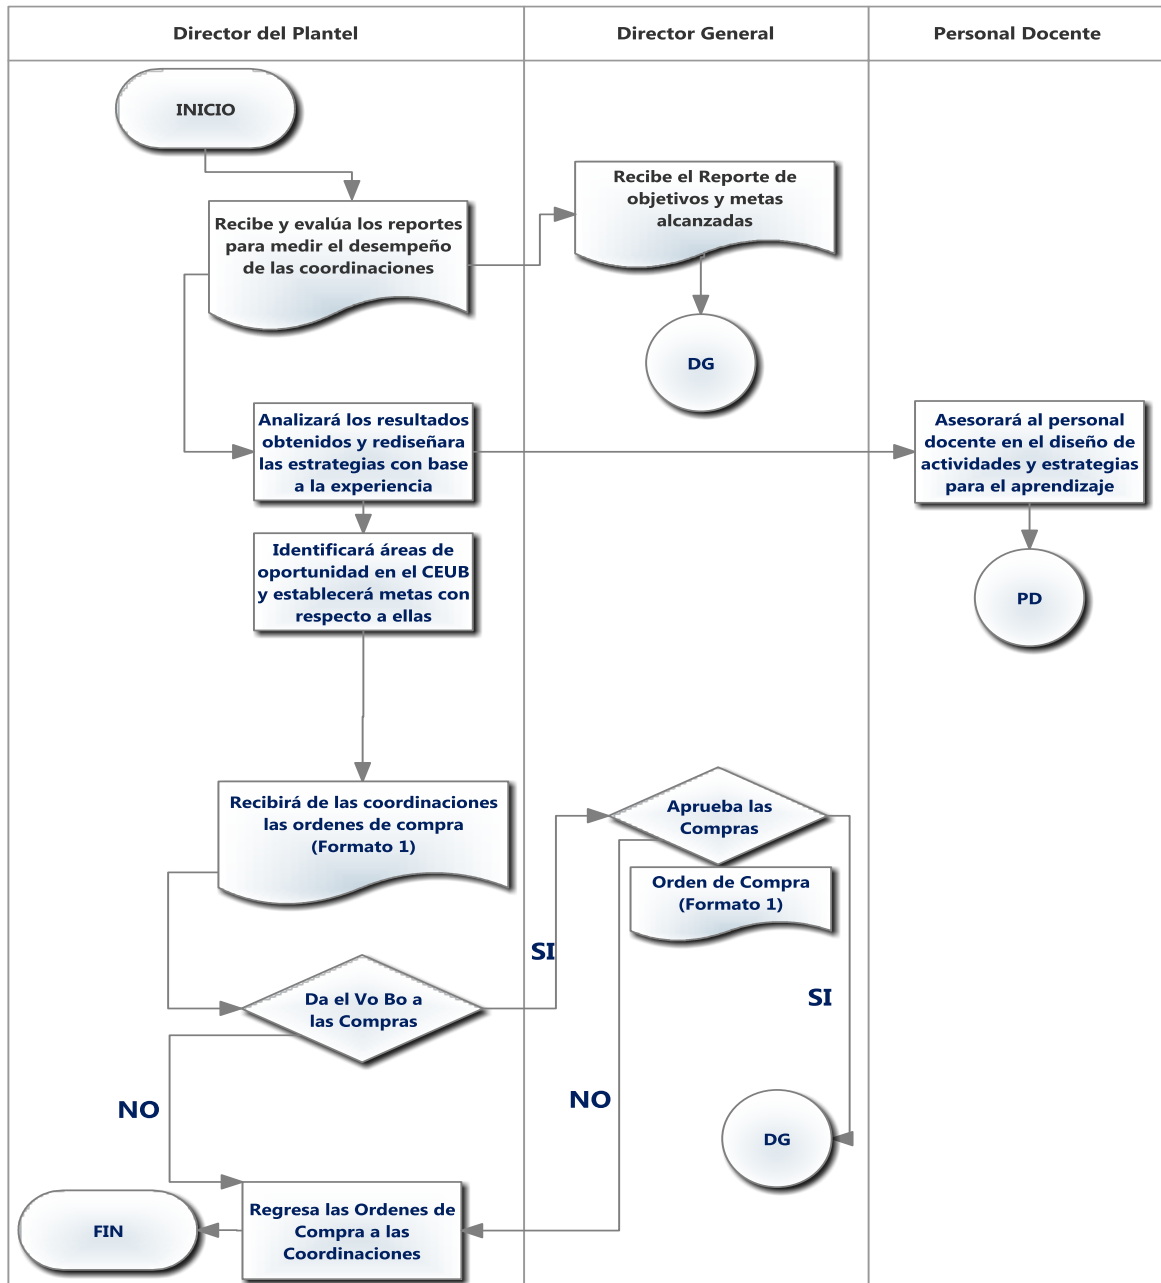 Director del Plantel
Director General
Personal Docente
INICIO
Recibe y evalúa los reportes
para medir el desempeño
de las coordinaciones
Recibe el Reporte de
objetivos y metas
alcanzadas
DG
Analizará los resultados
obtenidos y rediseñara
las estrategias con base
a la experiencia
Asesorará al personal
docente en el diseño de
actividades y estrategias
para el aprendizaje
Identificará áreas de
oportunidad en el CEUB
y establecerá metas con
respecto a ellas
PD
Recibirá de las coordinaciones
las ordenes de compra
(Formato 1)
Aprueba las
Compras
Orden de Compra
(Formato 1)
SI
Da el Vo Bo a
las Compras
SI
NO
NO
DG
Regresa las Ordenes de
Compra a las
Coordinaciones
FIN